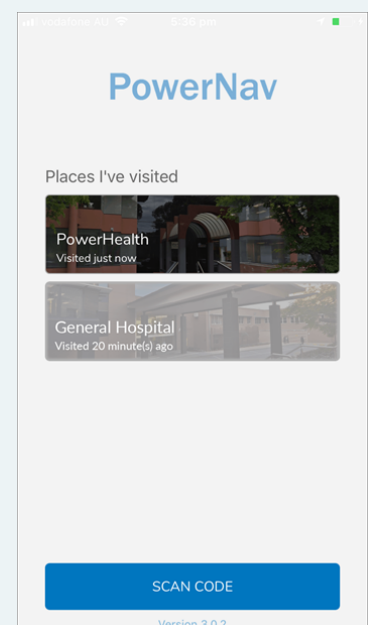 vodafone AU 5:36 pm
PowerNav
Places I've visited
PowerHealth
Visited just now
General Hospital
Visited 20 minute(s) ago
SCAN CODE
Version 3.0.2